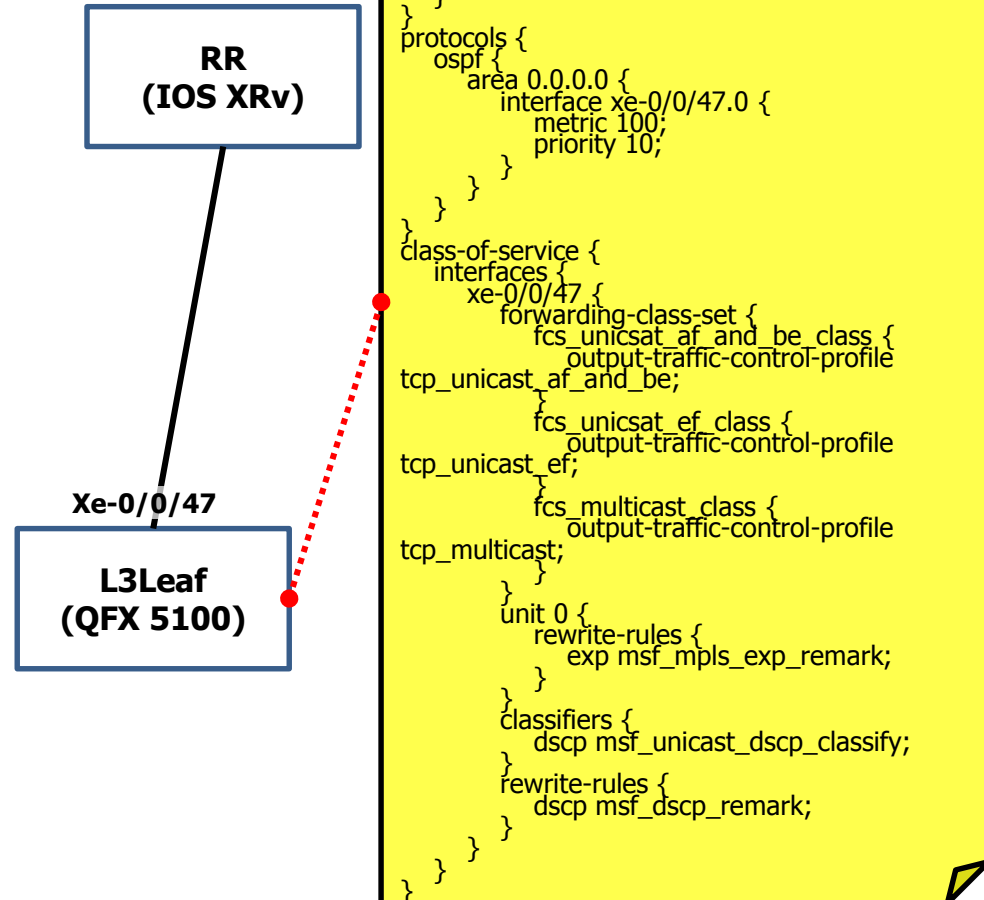 RR
(IOS XRv)
Xe-0/0/47
L3Leaf
(QFX 5100)
}
}
protocols {
ospf {
area 0.0.0.0 {
interface xe-0/0/47.0 {
metric 100;
priority 10;
}
}
}
}
class-of-service {
interfaces {
xe-0/0/47 {
forwarding-class-set {
fcs_unicsat_af_and_be_class {
output-traffic-control-profile
tcp_unicast_af_and_be;
}
fcs_unicsat_ef_class {
output-traffic-control-profile
tcp_unicast_ef;
}
fcs_multicast_class {
output-traffic-control-profile
tcp_multicast;
}
}
unit 0 {
rewrite-rules {
exp msf_mpls_exp_remark;
}
}
classifiers {
dscp msf_unicast_dscp_classify;
}
rewrite-rules {
dscp msf_dscp_remark;
}
}
}
}